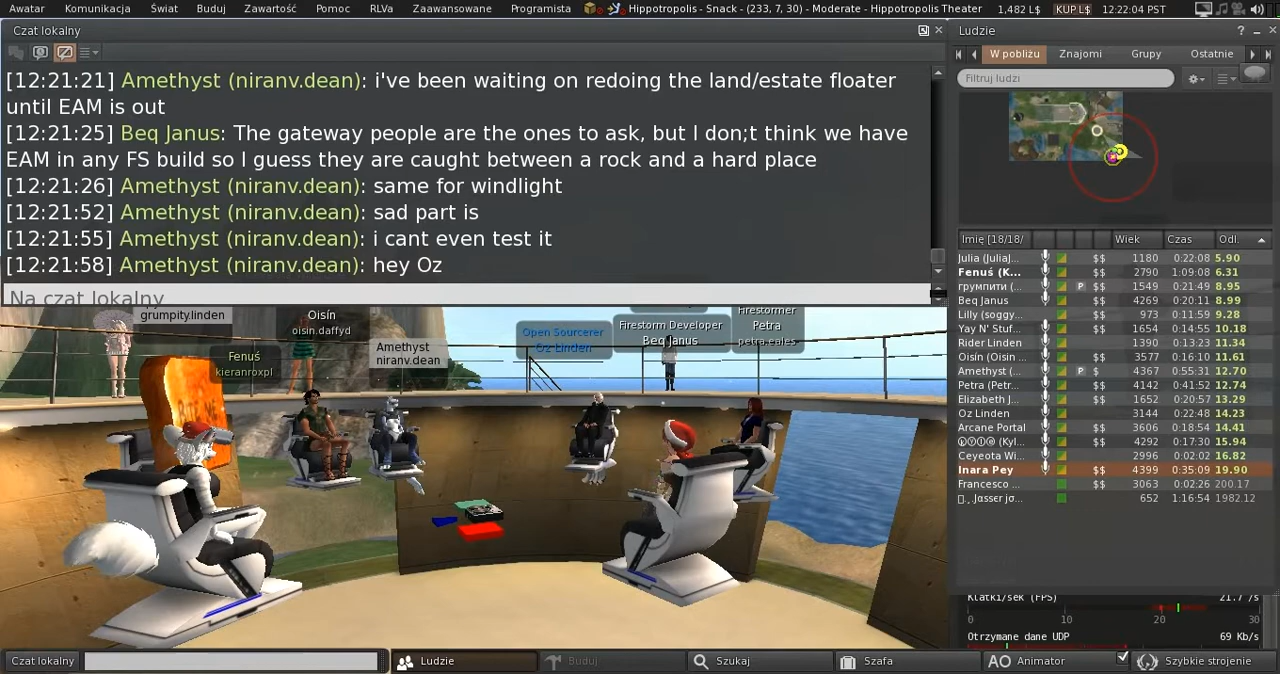 Awatar Komunikacja Świat Buduj Zawartość Pomoc RLVa Zaawansowane Programista Hippotropolis - Snack - (233, 7, 30) - Moderate - Hippotropolis Theater 1,482 L$ KUP L$ 12:22:04 PST
Czat lokalny
[12:21:21] Amethyst (niranv.dean): i've been waiting on redoing the land/estate floater
until EAM is out
[12:21:25] Beq Janus: The gateway people are the ones to ask, but I don;t think we have
EAM in any FS build so I guess they are caught between a rock and a hard place
[12:21:26] Amethyst (niranv.dean): same for windlight
[12:21:52] Amethyst (niranv.dean): sad part is
[12:21:55] Amethyst (niranv.dean): i cant even test it
[12:21:58] Amethyst (niranv.dean): hey Oz
Na czat lokalny
grumpity.linden
Oisín
oisin.daffyd
Fenuś
kieranroxpl
Amethyst
niranv.dean
Open Sourcerer
Oz Linden
Firestorm Developer
Beq Janus
Firestormer
Petra
petra.eales
Ludzie
W pobliżu Znajomi Grupy Ostatnie
Filtruj ludzi
Imię [18/18/ Wiek Czas Odl.
Julia (JuliaJ... $$ 1180 0:22:08 5.90
Fenuś (K... $$ 2790 1:09:08 6.31
грумпити (... P $$ 1549 0:21:49 8.95
Beq Janus $$ 4269 0:20:11 8.99
Lilly (soggy... $$ 973 0:11:59 9.28
Yay N' Stuf... $$ 1654 0:14:55 10.18
Rider Linden 1390 0:13:23 11.34
Oisín (Oisin ... $$ 3577 0:16:10 11.61
Amethyst (... P $$ 4367 0:55:31 12.70
Petra (Petr... $$ 4142 0:41:52 12.74
Elizabeth J... $$ 1652 0:20:57 13.29
Oz Linden 3144 0:22:48 14.23
Arcane Portal $$ 3606 0:18:54 14.41
(Kyl... $$ 4292 0:17:30 15.94
Ceyeota Wi... 2996 0:02:02 16.82
Inara Pey $$ 4399 0:35:09 19.90
Francesco ... $$ 3063 0:02:26 200.17
652 1:16:54 1982.12
Klatki/sek (FPS) 21.7 /s
0 10 20 30
Otrzymane dane UDP 69 Kb/s
Czat lokalny Ludzie Buduj Szukaj Szafa AO Animator Szybkie strojenie